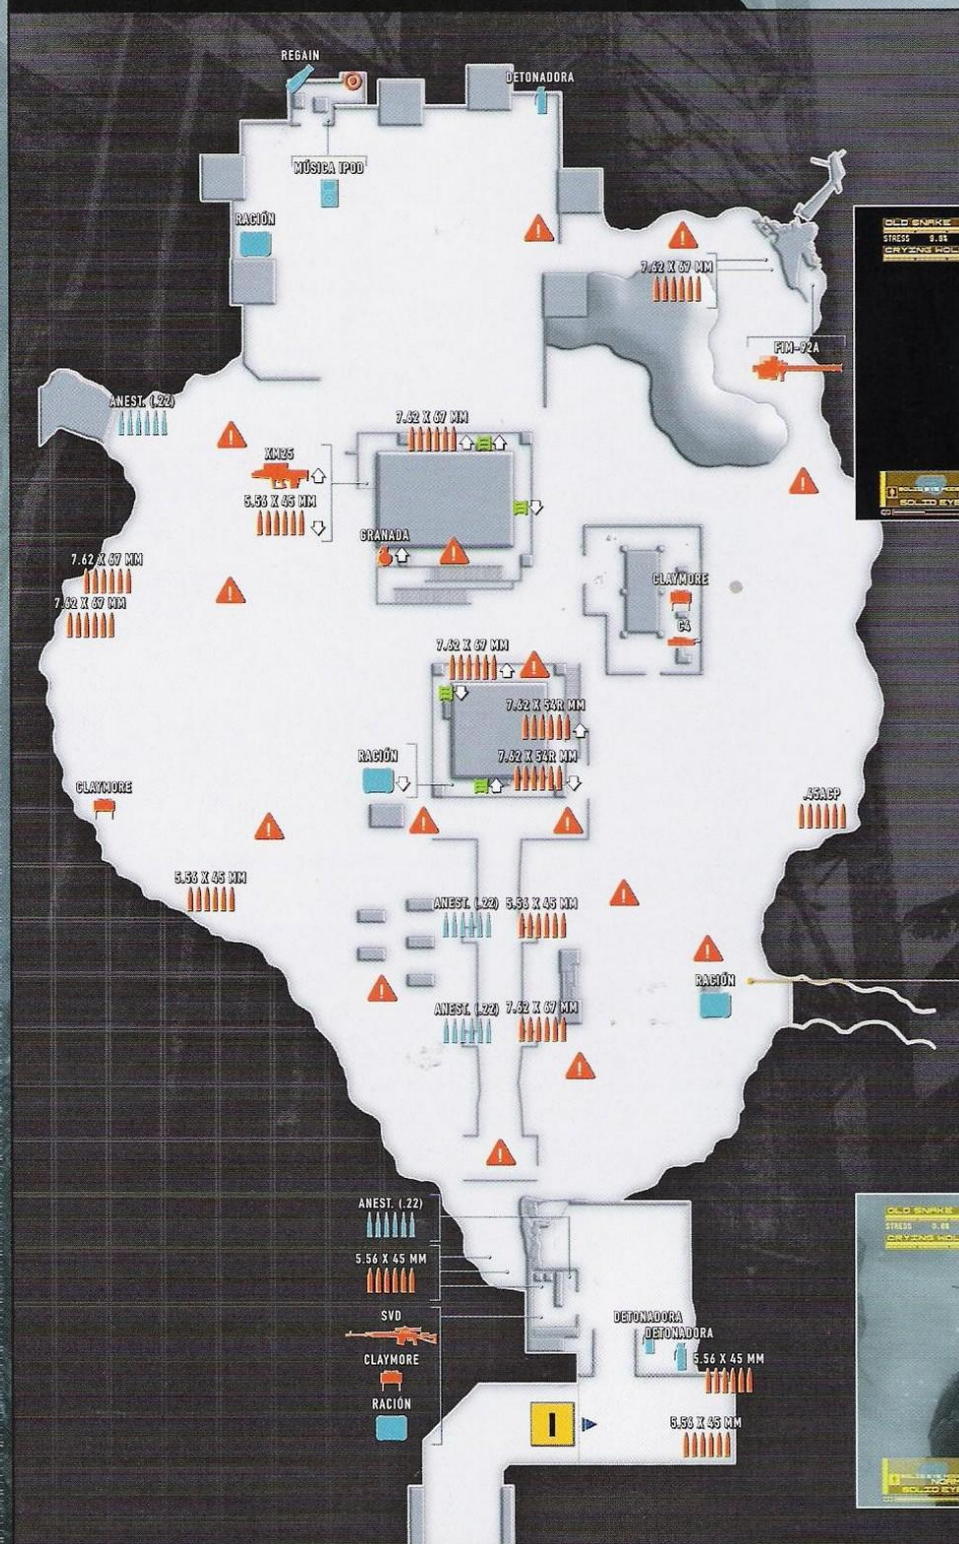 REGAIN
DETONADORA
MÚSICA IPOD
RACIÓN
OLD SNAKE
STRESS 9.9%
7.62 X 67 MM
FIM-92A
ANEST. (.22)
7.62 X 67 MM
XM25
5.56 X 45 MM
SOLID EYE
GRANADA
7.62 X 67 MM
7.62 X 67 MM
CLAYMORE
C4
7.62 X 67 MM
7.62 X 54R MM
RACIÓN
7.62 X 54R MM
CLAYMORE
.45ACP
5.56 X 45 MM
ANEST. (.22)
5.56 X 45 MM
RACIÓN
ANEST. (.22)
7.62 X 67 MM
ANEST. (.22)
OLD SNAKE
STRESS 0.0%
5.56 X 45 MM
SVD
DETONADORA
DETONADORA
CLAYMORE
5.56 X 45 MM
RACIÓN
I
5.56 X 45 MM
SOLID EYE